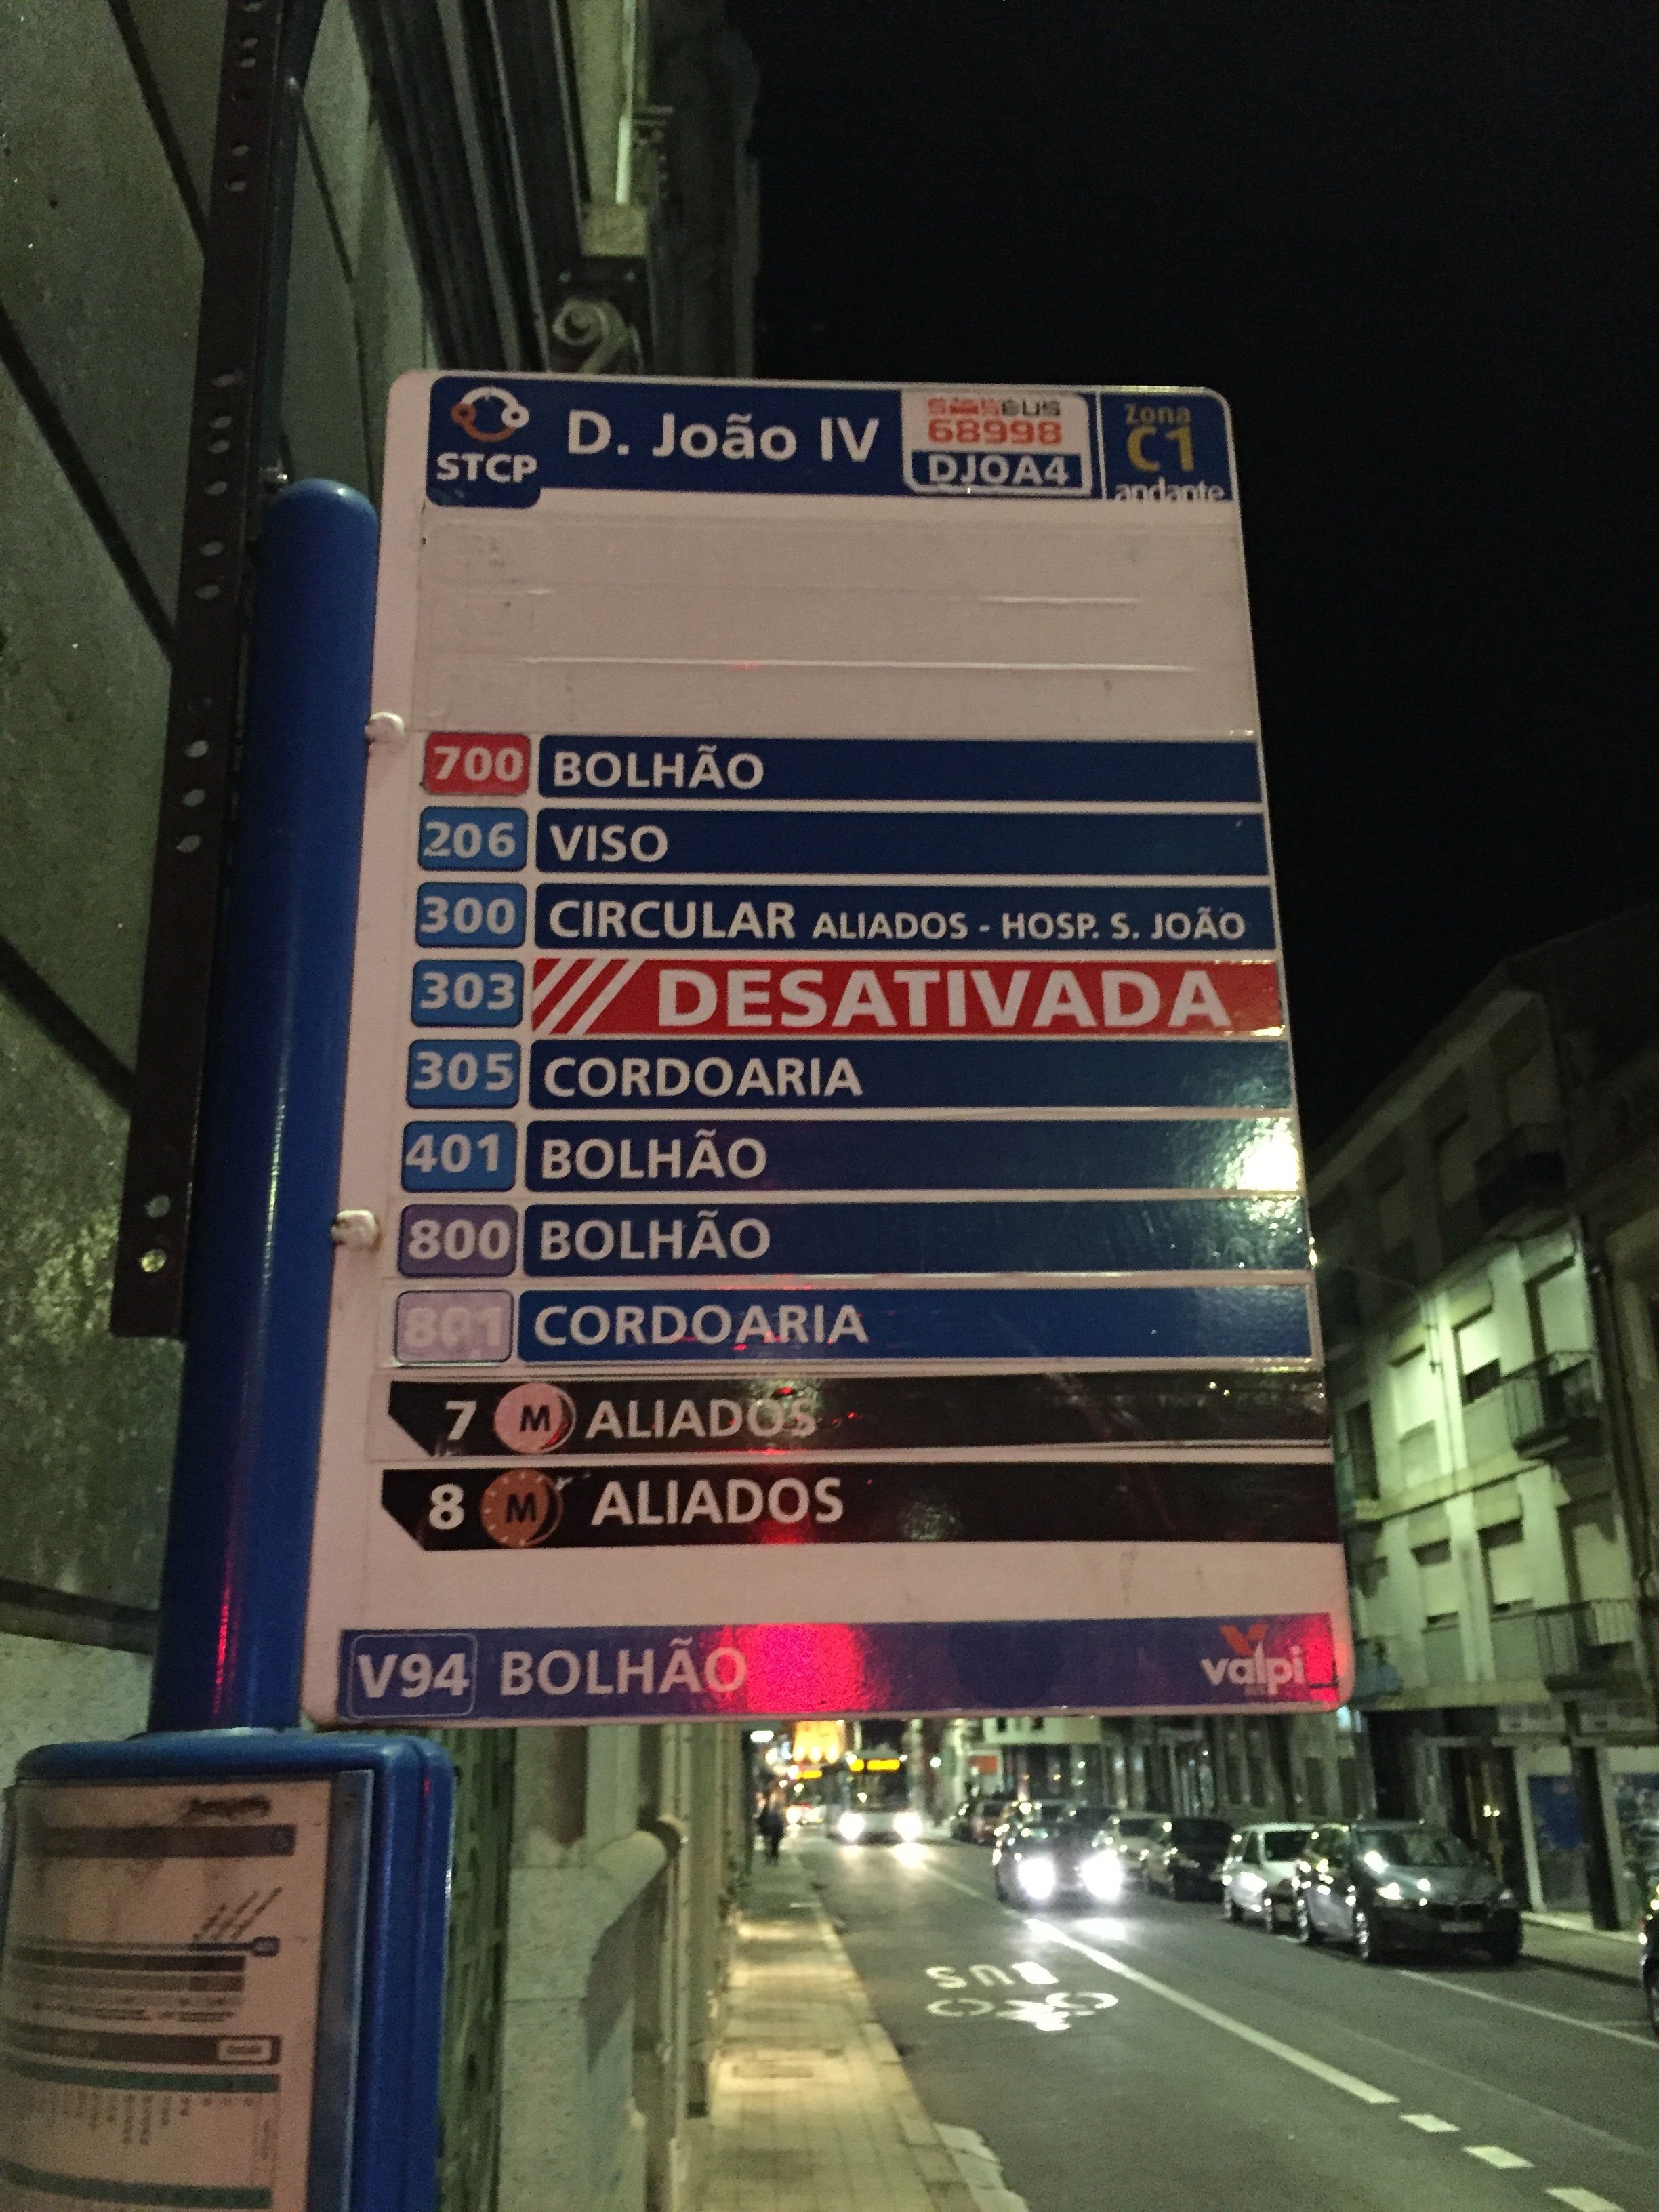 STCP D. João IV SMSBUS 68998 DJOA4 Zona C1 andante
700 BOLHÃO
206 VISO
300 CIRCULAR ALIADOS - HOSP. S. JOÃO
303 DESATIVADA
305 CORDOARIA
401 BOLHÃO
800 BOLHÃO
801 CORDOARIA
7 M ALIADOS
8 M ALIADOS
V94 BOLHÃO valpi
BUS